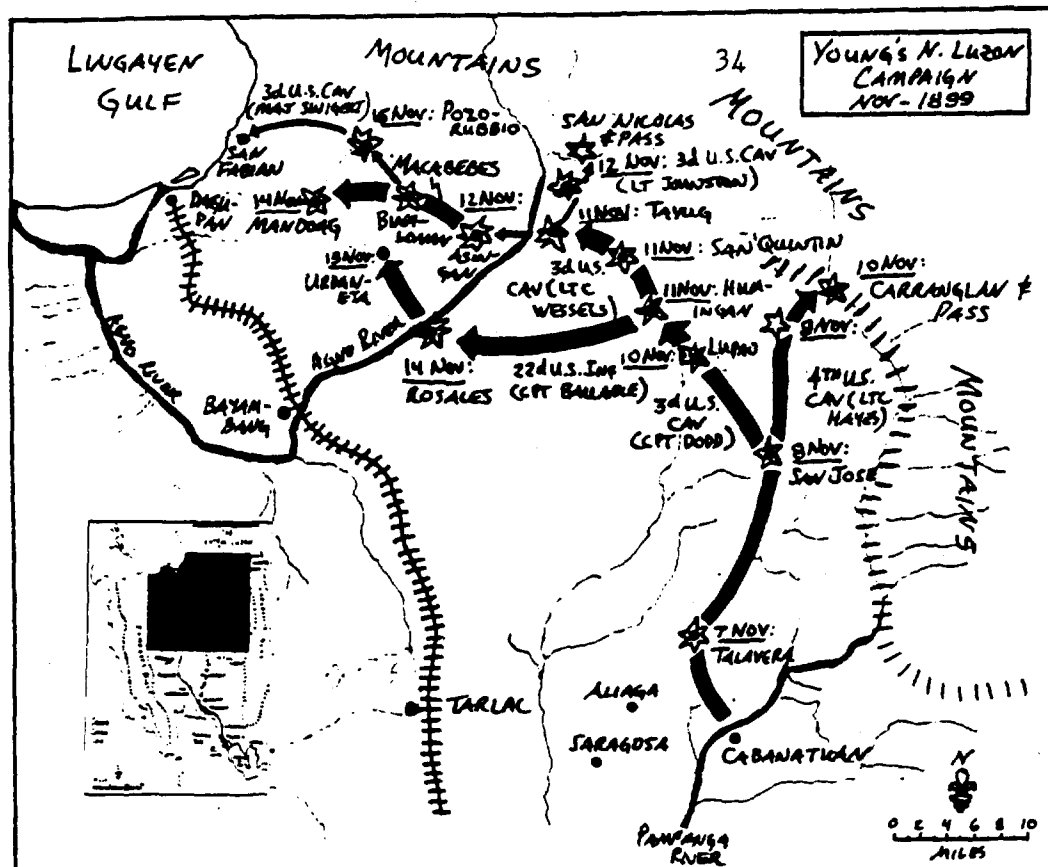 LINGAYEN
GULF
MOUNTAINS
34
YOUNG'S N. LUZON
CAMPAIGN
NOV - 1899
MOUNTAINS
3d U.S. CAV
(MAJ SWIGERT)
15 NOV: POZO-
RUBBIO
SAN NICOLAS
& PASS
SAN
FABIAN
MACABEBES
12 NOV: 3d U.S. CAV
(LT JOHNSTON)
DAGU-
PAN
14 NOV:
MANDOAG
BINA-
LONAN
12 NOV:
ASIN-
GAN
11 NOV: TAYUG
11 NOV: SAN QUINTIN
3d U.S.
CAV (LTC
WESSELS)
11 NOV: HUM-
INGAN
10 NOV:
CARRANGLAN &
PASS
URDAN-
ETA
AGNO RIVER
AGNO RIVER
14 NOV:
ROSALES
22d U.S. INF
(CPT BALLANCE)
10 NOV:
LUPAO
9 NOV:
3d U.S.
CAV
(CPT DODD)
4TH U.S.
CAV (LTC
HAYES)
MOUNTAINS
BAYAM-
BANG
8 NOV:
SAN JOSE
7 NOV:
TALAVERA
TARLAC
ALIAGA
SARAGOSA
CABANATUAN
PAMPANGA
RIVER
N
0 2 4 6 8 10
MILES